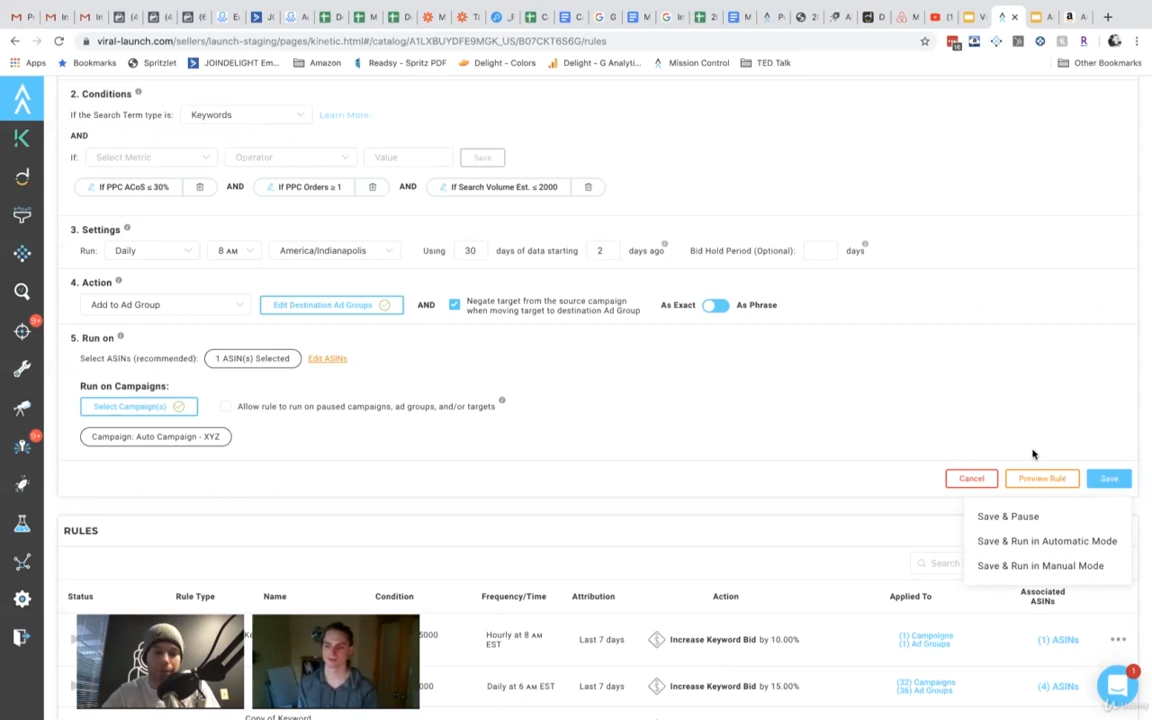 viral-launch.com/sellers/launch-staging/pages/kinetic.html#/catalog/A1LXBUYDFE9MGK_US/B07CKT6S6G/rules
Apps Bookmarks Spritzlet JOINDELIGHT Em... Amazon Readsy - Spritz PDF Delight - Colors Delight - G Analyti... Mission Control TED Talk Other Bookmarks
2. Conditions
If the Search Term type is: Keywords Learn More
AND
If: Select Metric Operator Value Save
If PPC ACoS ≤ 30% AND If PPC Orders ≥ 1 AND If Search Volume Est. ≤ 2000
3. Settings
Run: Daily 8 AM America/Indianapolis Using 30 days of data starting 2 days ago Bid Hold Period (Optional): days
4. Action
Add to Ad Group Edit Destination Ad Groups AND Negate target from the source campaign
when moving target to destination Ad Group
As Exact As Phrase
5. Run on
Select ASINs (recommended): 1 ASIN(s) Selected Edit ASINs
Run on Campaigns:
Select Campaign(s) Allow rule to run on paused campaigns, ad groups, and/or targets
Campaign: Auto Campaign - XYZ
Cancel Preview Rule Save
Save & Pause
Save & Run in Automatic Mode
Save & Run in Manual Mode
RULES
Search
Status Rule Type Name Condition Frequency/Time Attribution Action Applied To Associated
ASINs
5000 Hourly at 8 AM
EST
Last 7 days Increase Keyword Bid by 10.00% (1) Campaigns
(1) Ad Groups
(1) ASINs
000 Daily at 6 AM EST Last 7 days Increase Keyword Bid by 15.00% (32) Campaigns
(36) Ad Groups
(4) ASINs
Copy of Keyword
1
Udemy